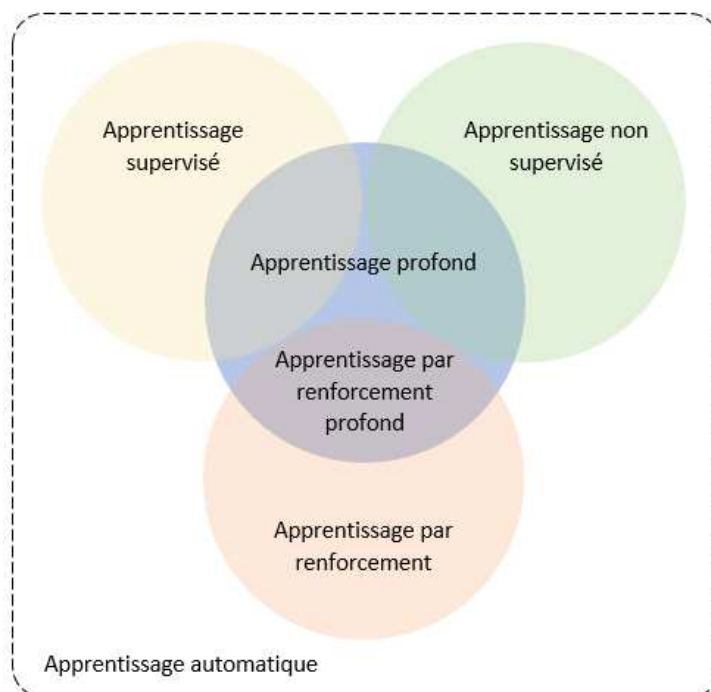 Apprentissage
supervisé
Apprentissage non
supervisé
Apprentissage profond
Apprentissage par
renforcement
profond
Apprentissage par
renforcement
Apprentissage automatique